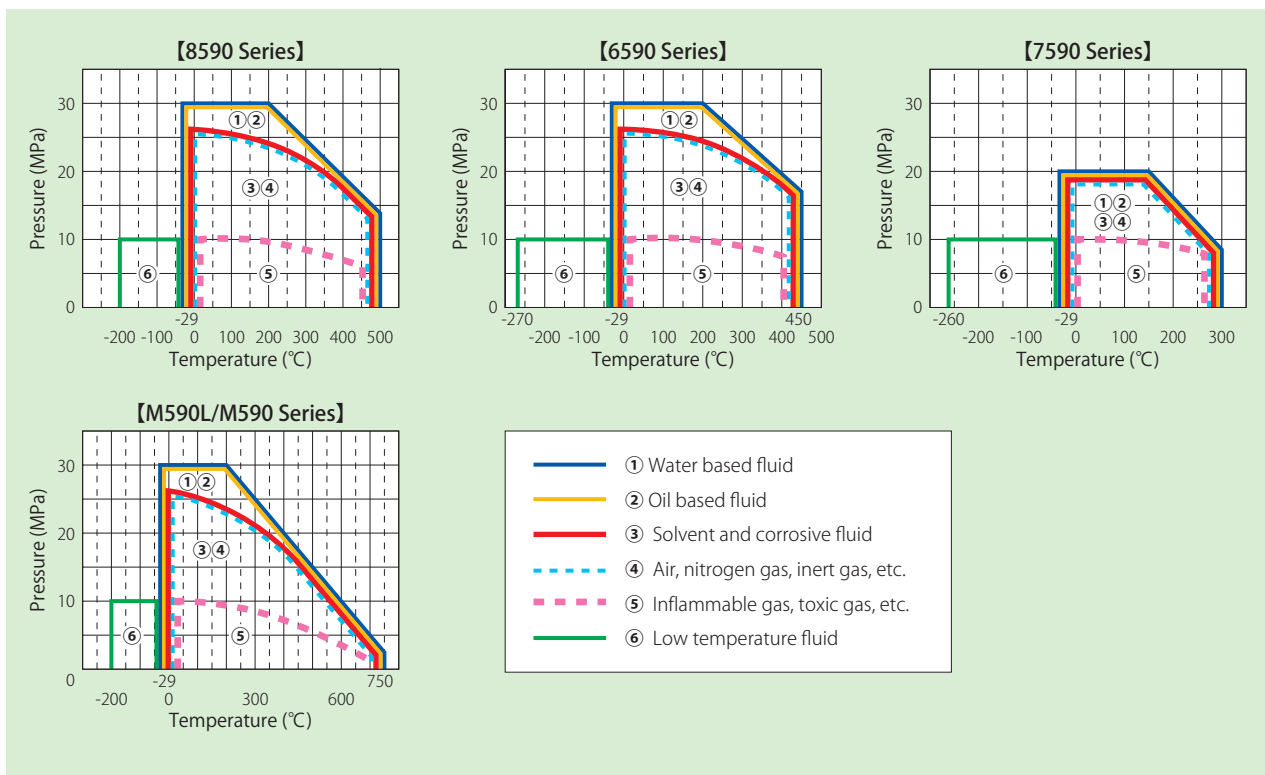 【8590 Series】
30
20
10
0
Pressure (MPa)
①②
③④
⑤
⑥
-29
-200 -100 0 100 200 300 400 500
Temperature (℃)
【6590 Series】
30
20
10
0
Pressure (MPa)
①②
③④
⑤
⑥
-270 -29 450
-200 -100 0 100 200 300 400 500
Temperature (℃)
【7590 Series】
30
20
10
0
Pressure (MPa)
①②
③④
⑤
⑥
-260 -29
-200 -100 0 100 200 300
Temperature (℃)
【M590L/M590 Series】
30
20
10
0
Pressure (MPa)
①②
③④
⑤
⑥
-29 750
-200 0 300 600
Temperature (℃)
① Water based fluid
② Oil based fluid
③ Solvent and corrosive fluid
④ Air, nitrogen gas, inert gas, etc.
⑤ Inflammable gas, toxic gas, etc.
⑥ Low temperature fluid